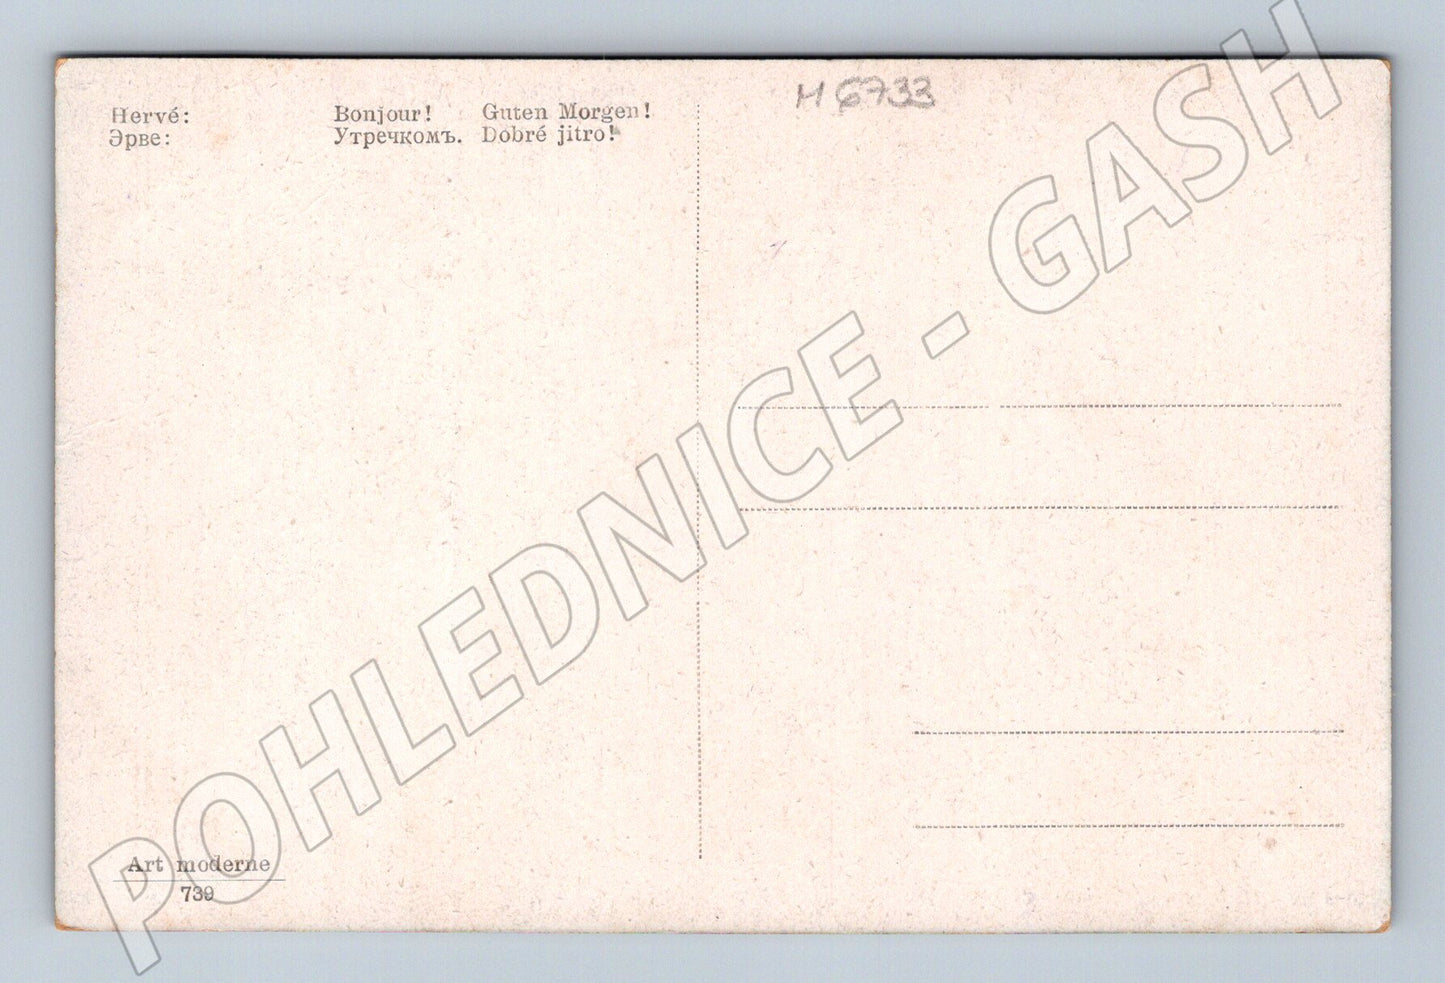 Hervé: Bonjour! Guten Morgen!
Эрве: Утречкомъ. Dobré jitro!
M 6733
Art moderne
739
POHLEDNICE - GASH